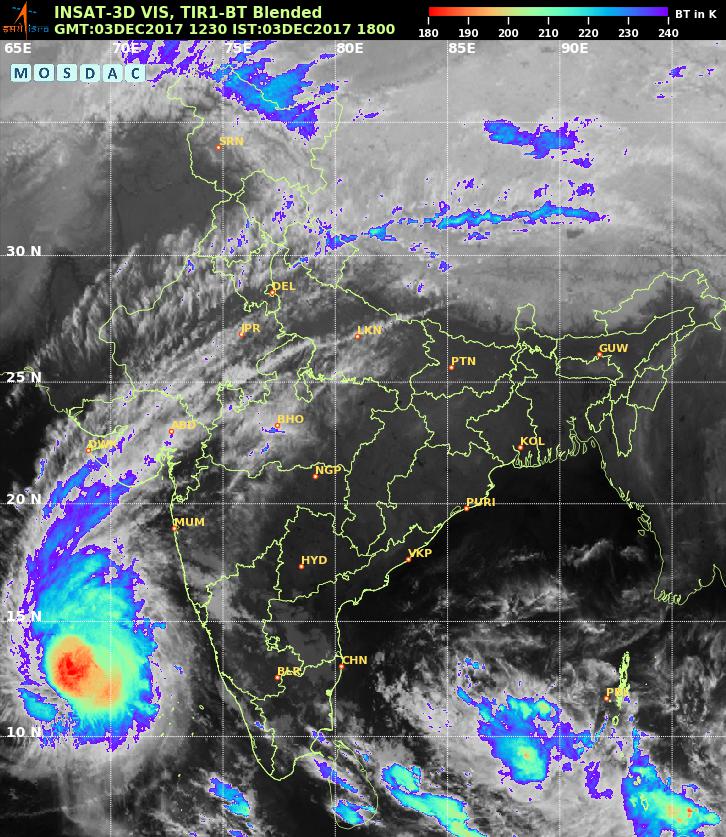 INSAT-3D VIS, TIR1-BT Blended
GMT:03DEC2017 1230 IST:03DEC2017 1800
BT in K
180 190 200 210 220 230 240
65E 70E 75E 80E 85E 90E
MOSDAC
SRN
30 N
DEL
JPR
LKN
GUW
PTN
25 N
BHO
ABD
DWK
KOL
NGP
20 N
PURI
MUM
VKP
HYD
15 N
CHN
BLR
10 N